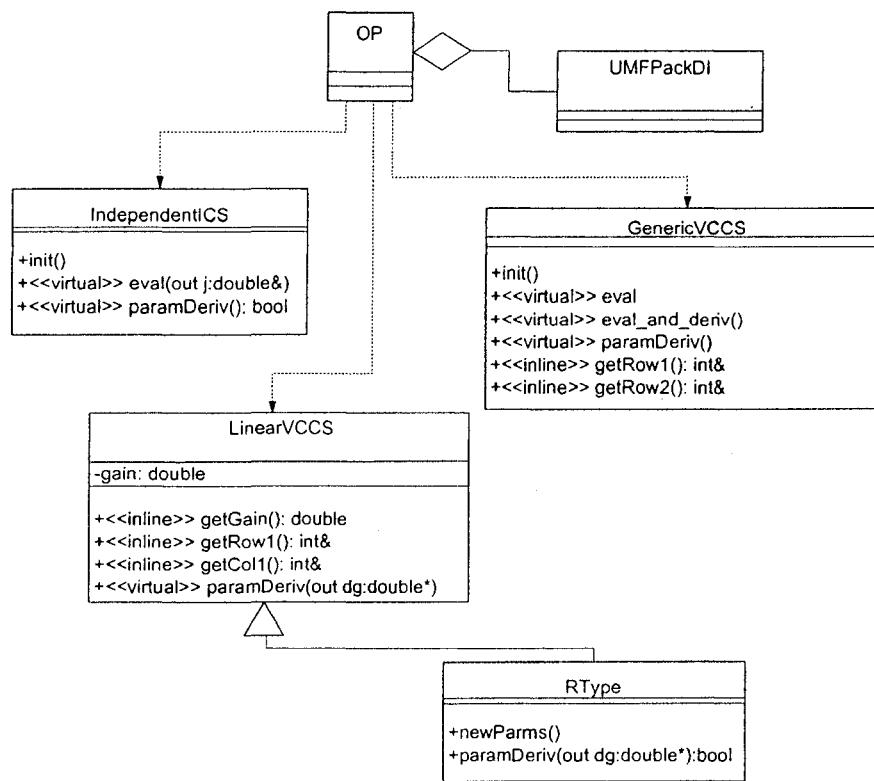 OP
UMFPackDI
IndependentICS
+init()
+<<virtual>> eval(out j:double&)
+<<virtual>> paramDeriv(): bool
GenericVCCS
+init()
+<<virtual>> eval
+<<virtual>> eval_and_deriv()
+<<virtual>> paramDeriv()
+<<inline>> getRow1(): int&
+<<inline>> getRow2(): int&
LinearVCCS
-gain: double
+<<inline>> getGain(): double
+<<inline>> getRow1(): int&
+<<inline>> getCol1(): int&
+<<virtual>> paramDeriv(out dg:double*)
RType
+newParms()
+paramDeriv(out dg:double*):bool